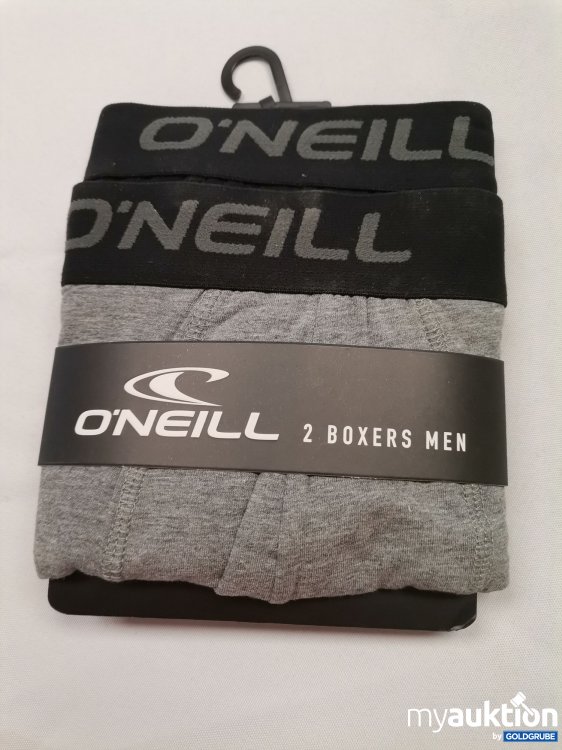 O'NEILL
O'NEILL
O'NEILL 2 BOXERS MEN
myauktion
by GOLDGRUBE